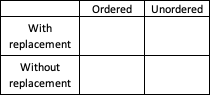 Ordered Unordered
With
replacement
Without
replacement